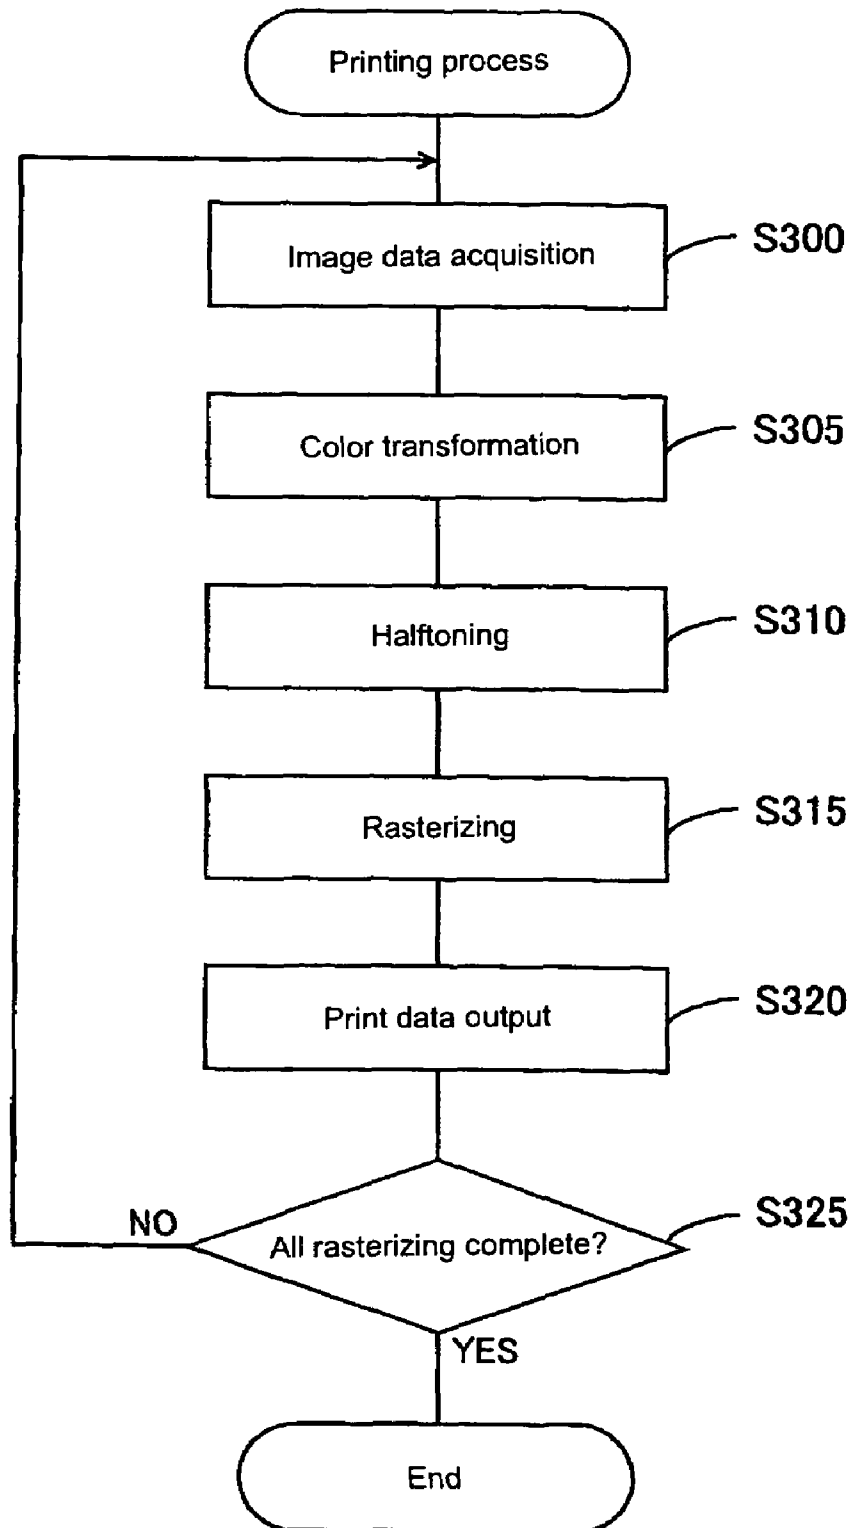 Printing process
Image data acquisition
S300
Color transformation
S305
Halftoning
S310
Rasterizing
S315
Print data output
S320
All rasterizing complete?
S325
NO
YES
End